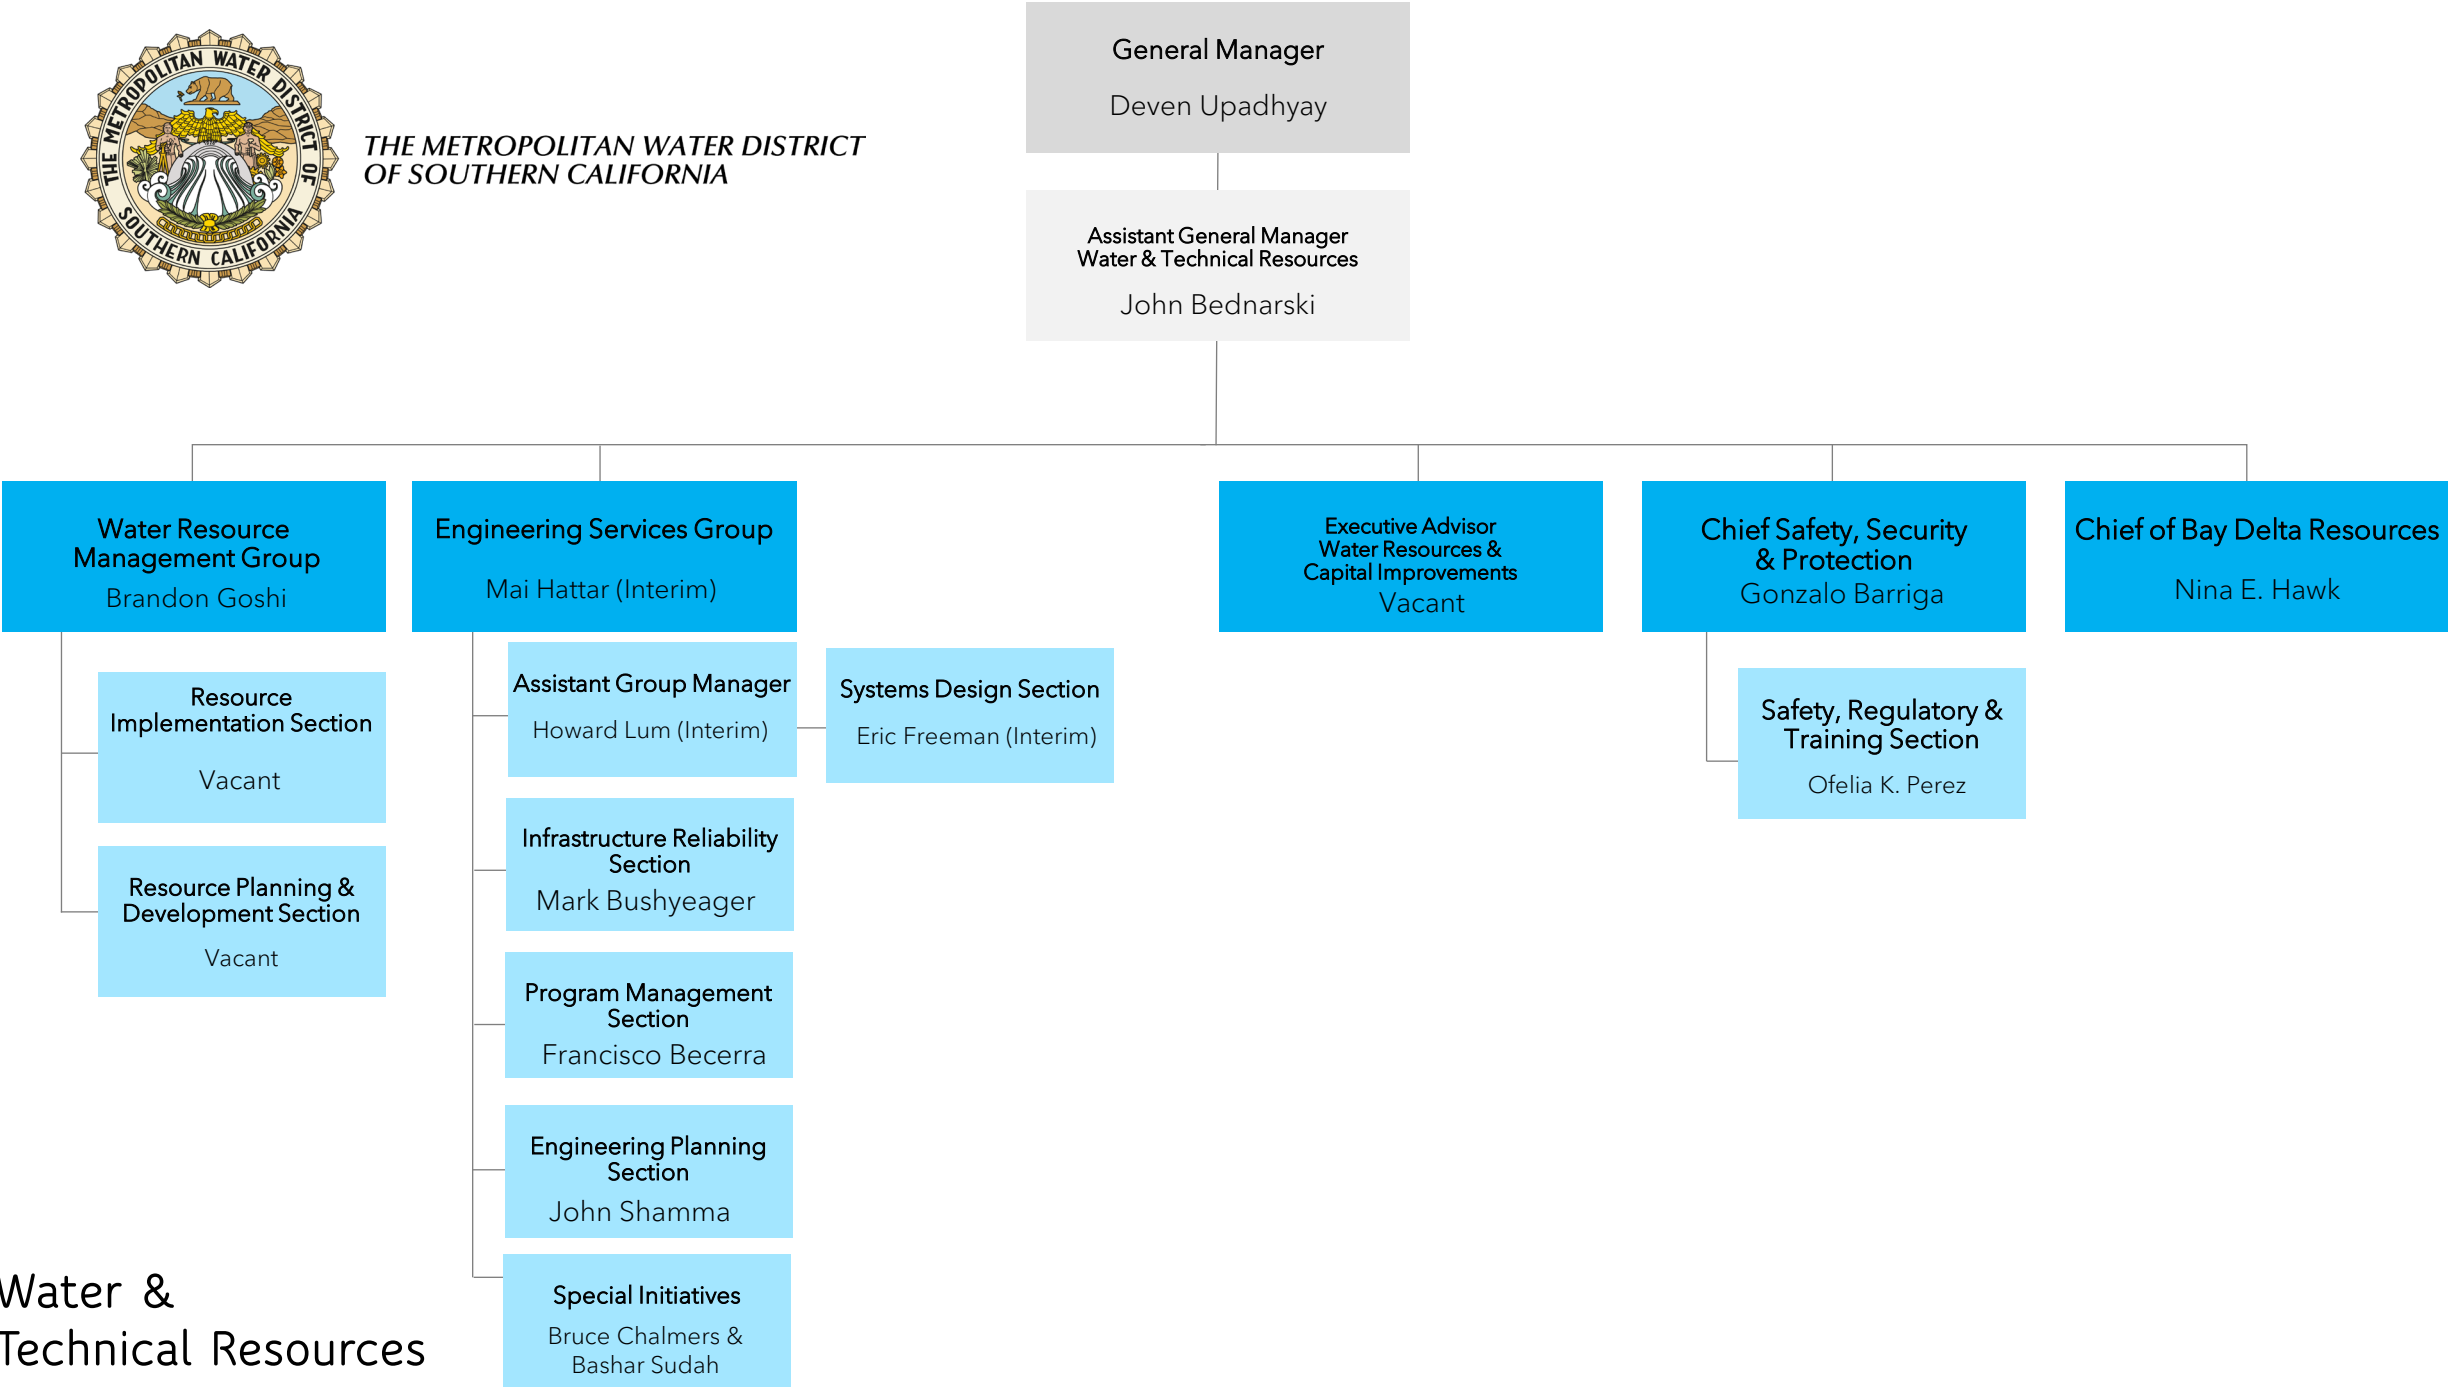 THE METROPOLITAN WATER DISTRICT OF
SOUTHERN CALIFORNIA
THE METROPOLITAN WATER DISTRICT
OF SOUTHERN CALIFORNIA
General Manager
Deven Upadhyay
Assistant General Manager
Water & Technical Resources
John Bednarski
Water Resource
Management Group
Brandon Goshi
Engineering Services Group
Mai Hattar (Interim)
Executive Advisor
Water Resources &
Capital Improvements
Vacant
Chief Safety, Security
& Protection
Gonzalo Barriga
Chief of Bay Delta Resources
Nina E. Hawk
Resource
Implementation Section
Vacant
Resource Planning &
Development Section
Vacant
Assistant Group Manager
Howard Lum (Interim)
Systems Design Section
Eric Freeman (Interim)
Infrastructure Reliability
Section
Mark Bushyeager
Program Management
Section
Francisco Becerra
Engineering Planning
Section
John Shamma
Special Initiatives
Bruce Chalmers &
Bashar Sudah
Safety, Regulatory &
Training Section
Ofelia K. Perez
Water &
Technical Resources